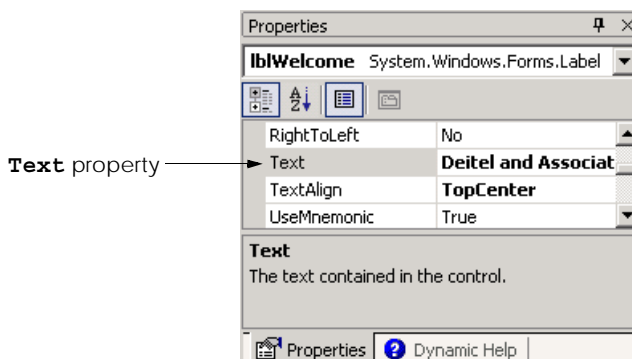 Properties
lblWelcome System.Windows.Forms.Label
RightToLeft No
Text property
Text Deitel and Associat
TextAlign TopCenter
UseMnemonic True
Text
The text contained in the control.
Properties Dynamic Help